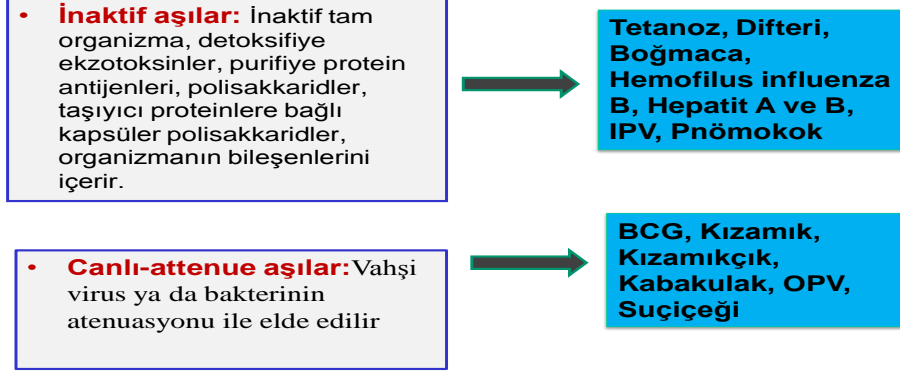 • İnaktif aşılar: İnaktif tam
organizma, detoksifiye
ekzotoksinler, purifiye protein
antijenleri, polisakkaridler,
taşıyıcı proteinlere bağlı
kapsüler polisakkaridler,
organizmanın bileşenlerini
içerir.
Tetanoz, Difteri,
Boğmaca,
Hemofilus influenza
B, Hepatit A ve B,
IPV, Pnömokok
• Canlı-attenue aşılar:Vahşi
virus ya da bakterinin
atenuasyonu ile elde edilir
BCG, Kızamık,
Kızamıkçık,
Kabakulak, OPV,
Suçiçeği